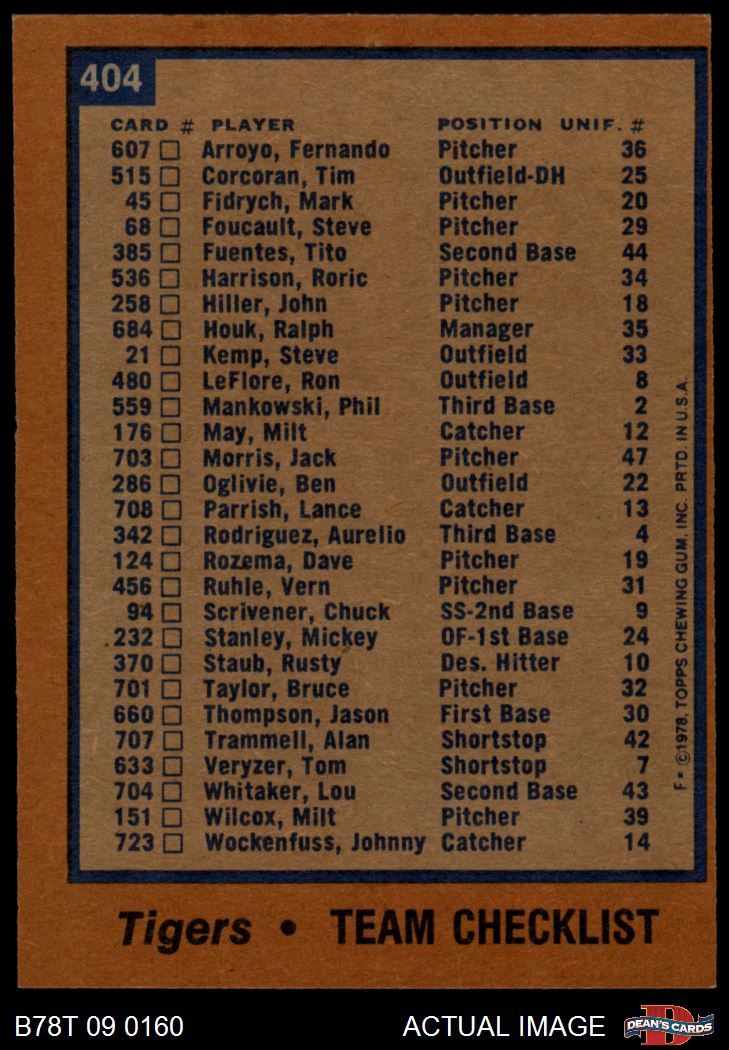 404
CARD # PLAYER POSITION UNIF. #
607 Arroyo, Fernando Pitcher 36
515 Corcoran, Tim Outfield-DH 25
45 Fidrych, Mark Pitcher 20
68 Foucault, Steve Pitcher 29
385 Fuentes, Tito Second Base 44
536 Harrison, Roric Pitcher 34
258 Hiller, John Pitcher 18
684 Houk, Ralph Manager 35
21 Kemp, Steve Outfield 33
480 LeFlore, Ron Outfield 8
559 Mankowski, Phil Third Base 2
176 May, Milt Catcher 12
703 Morris, Jack Pitcher 47
286 Oglivie, Ben Outfield 22
708 Parrish, Lance Catcher 13
342 Rodriguez, Aurelio Third Base 4
124 Rozema, Dave Pitcher 19
456 Ruhle, Vern Pitcher 31
94 Scrivener, Chuck SS-2nd Base 9
232 Stanley, Mickey OF-1st Base 24
370 Staub, Rusty Des. Hitter 10
701 Taylor, Bruce Pitcher 32
660 Thompson, Jason First Base 30
707 Trammell, Alan Shortstop 42
633 Veryzer, Tom Shortstop 7
704 Whitaker, Lou Second Base 43
151 Wilcox, Milt Pitcher 39
723 Wockenfuss, Johnny Catcher 14
F* ©1978, TOPPS CHEWING GUM, INC. PRTD. IN U.S.A.
Tigers • TEAM CHECKLIST
B78T 09 0160 ACTUAL IMAGE D DEAN'S CARDS